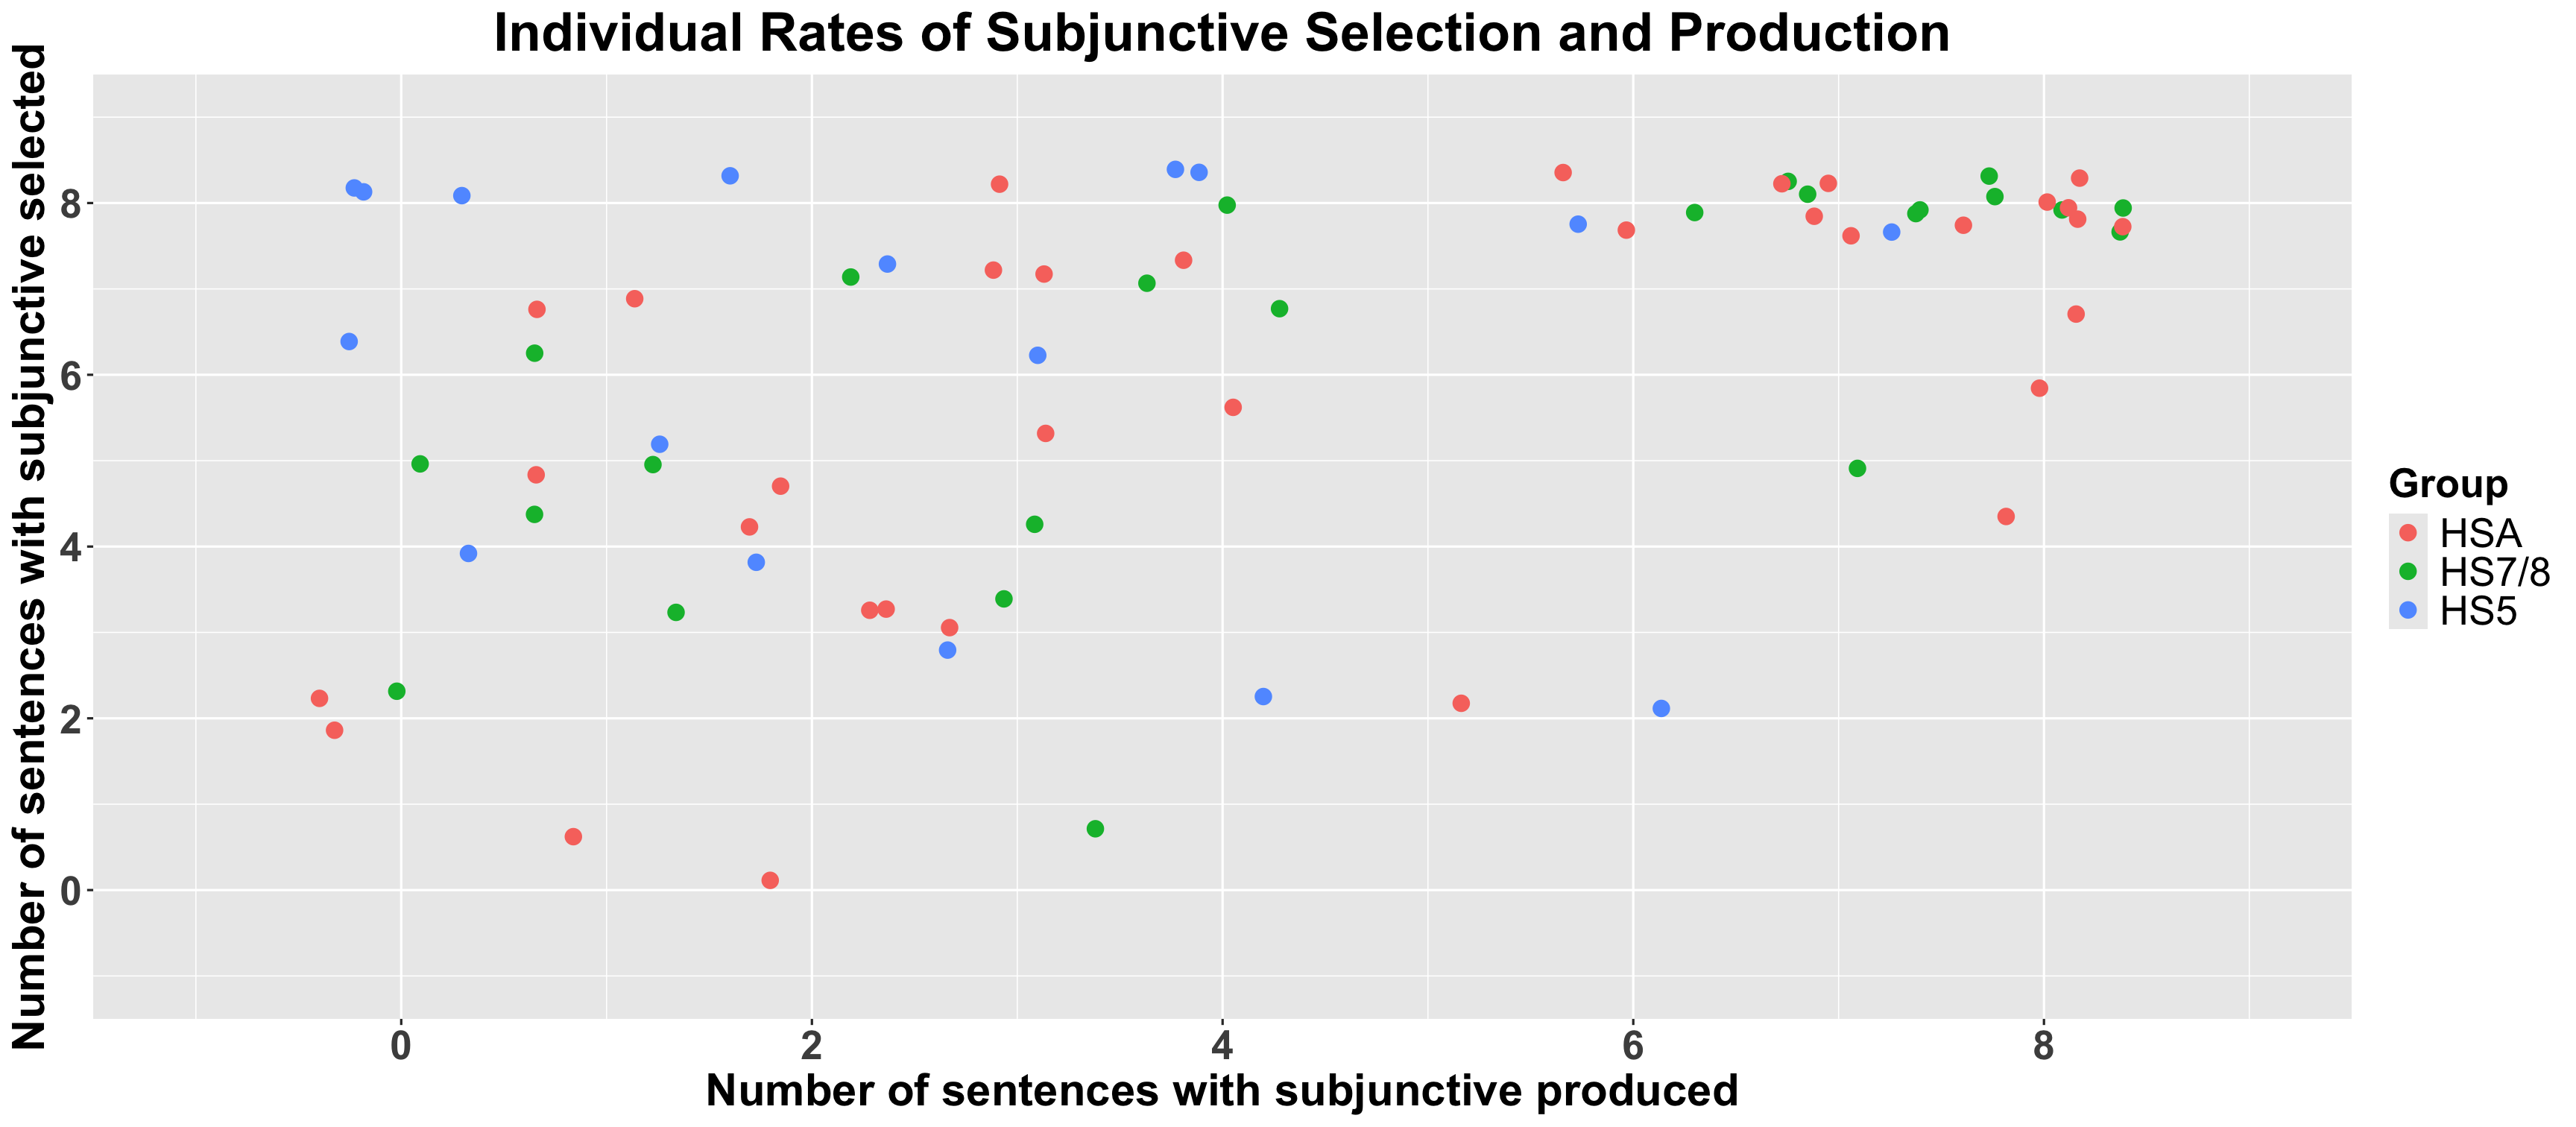 Individual Rates of Subjunctive Selection and Production
Number of sentences with subjunctive selected
8
6
4
2
0
0 2 4 6 8
Number of sentences with subjunctive produced
Group
HSA
HS7/8
HS5